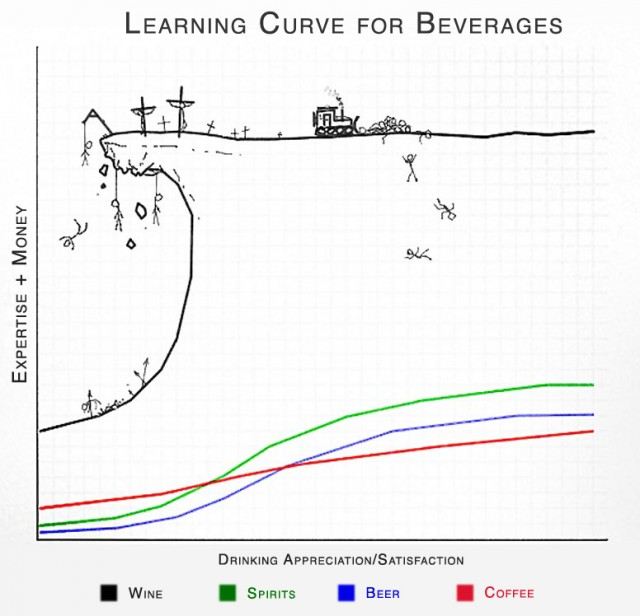 Learning Curve for Beverages
Expertise + Money
Drinking Appreciation/Satisfaction
Wine
Spirits
Beer
Coffee